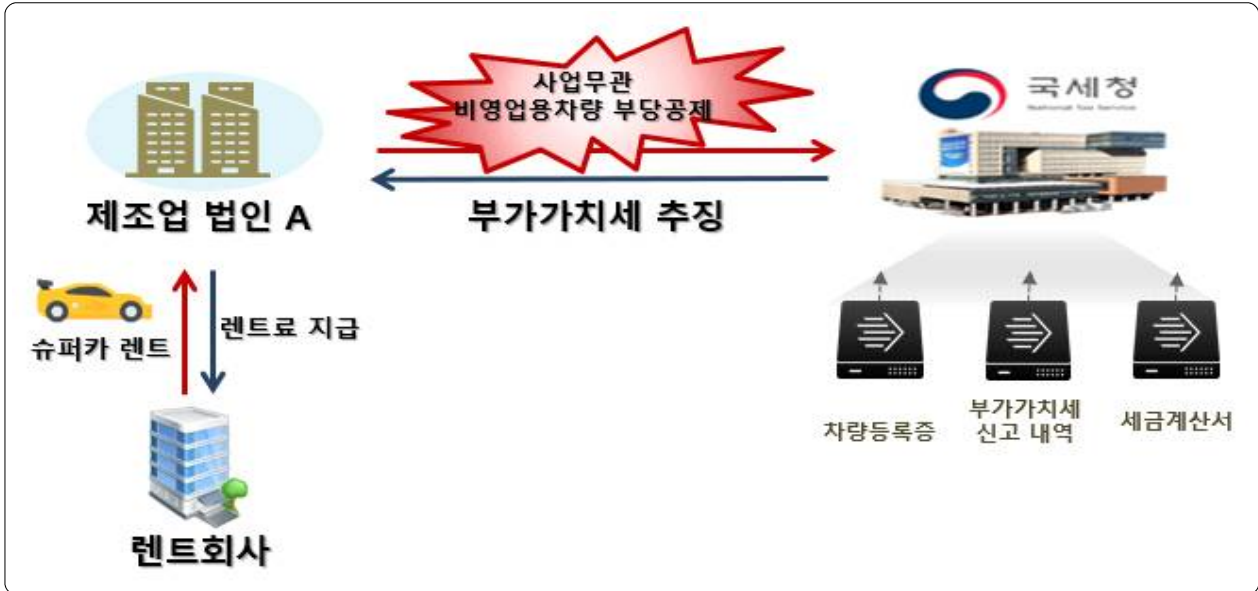 사업무관
비영업용차량 부당공제
국세청
National Tax Service
제조업 법인 A
부가가치세 추징
슈퍼카 렌트
렌트료 지급
차량등록증
부가가치세
신고 내역
세금계산서
렌트회사